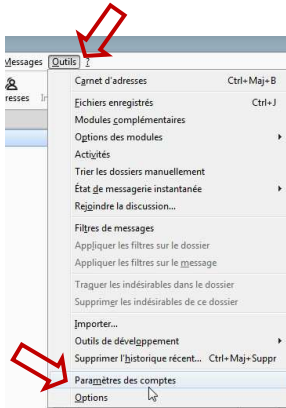 Messages Outils ?
resses
Carnet d'adresses Ctrl+Maj+B
Fichiers enregistrés Ctrl+J
Modules complémentaires
Options des modules
Activités
Trier les dossiers manuellement
État de messagerie instantanée
Rejoindre la discussion...
Filtres de messages
Appliquer les filtres sur le dossier
Appliquer les filtres sur le message
Traquer les indésirables dans le dossier
Supprimer les indésirables de ce dossier
Importer...
Outils de développement
Supprimer l'historique récent... Ctrl+Maj+Suppr
Paramètres des comptes
Options